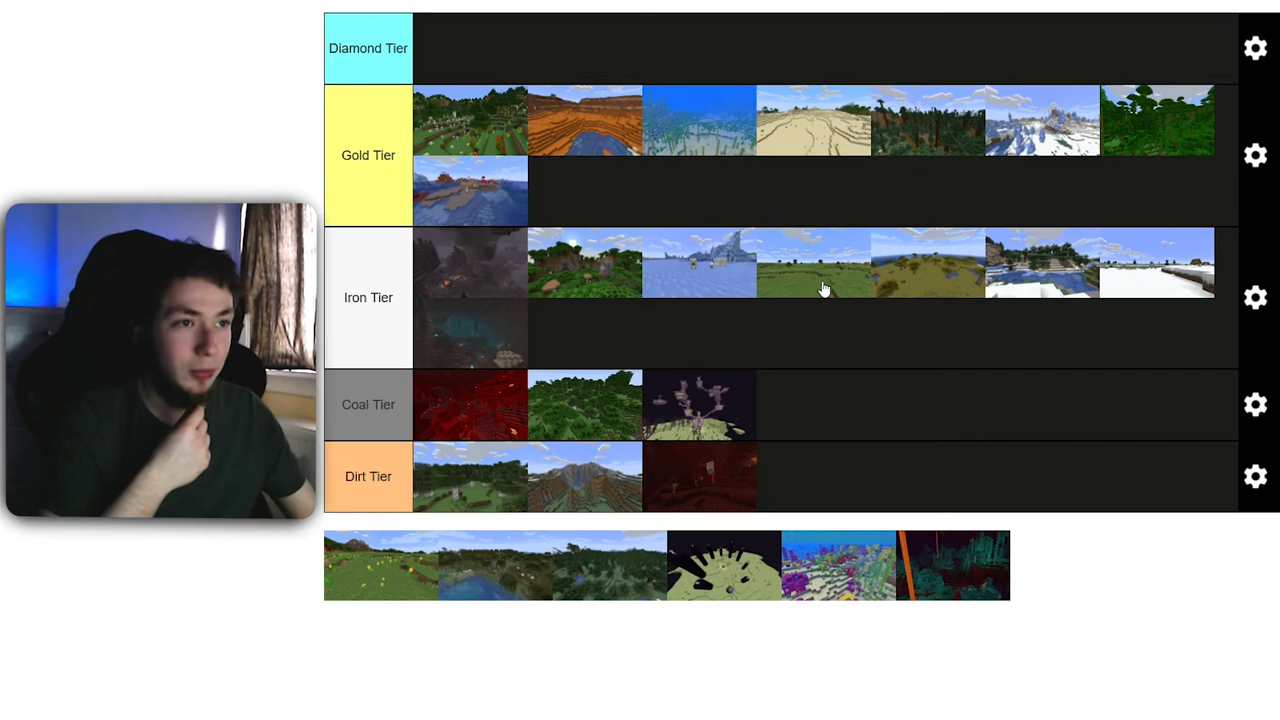 Diamond Tier
Gold Tier
Iron Tier
Coal Tier
Dirt Tier